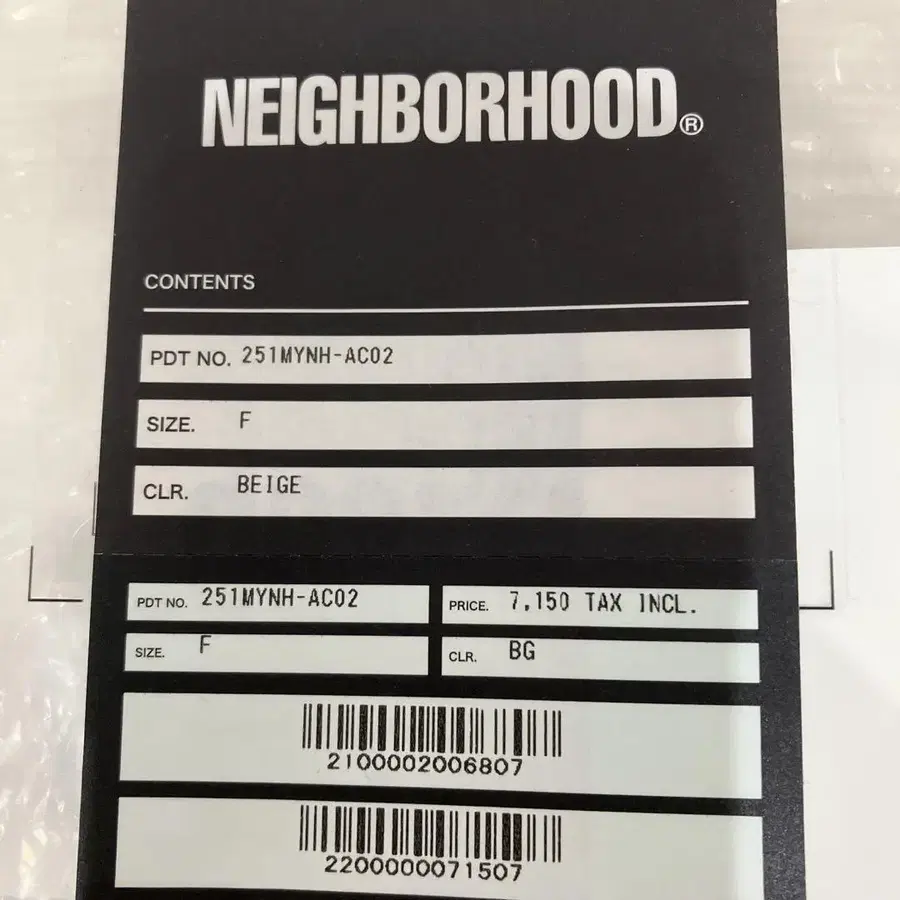 NEIGHBORHOOD®
CONTENTS
PDT NO. 251MYNH-AC02
SIZE. F
CLR. BEIGE
PDT NO. 251MYNH-AC02
PRICE. 7,150 TAX INCL.
SIZE. F
CLR. BG
2100002006807
2200000071507